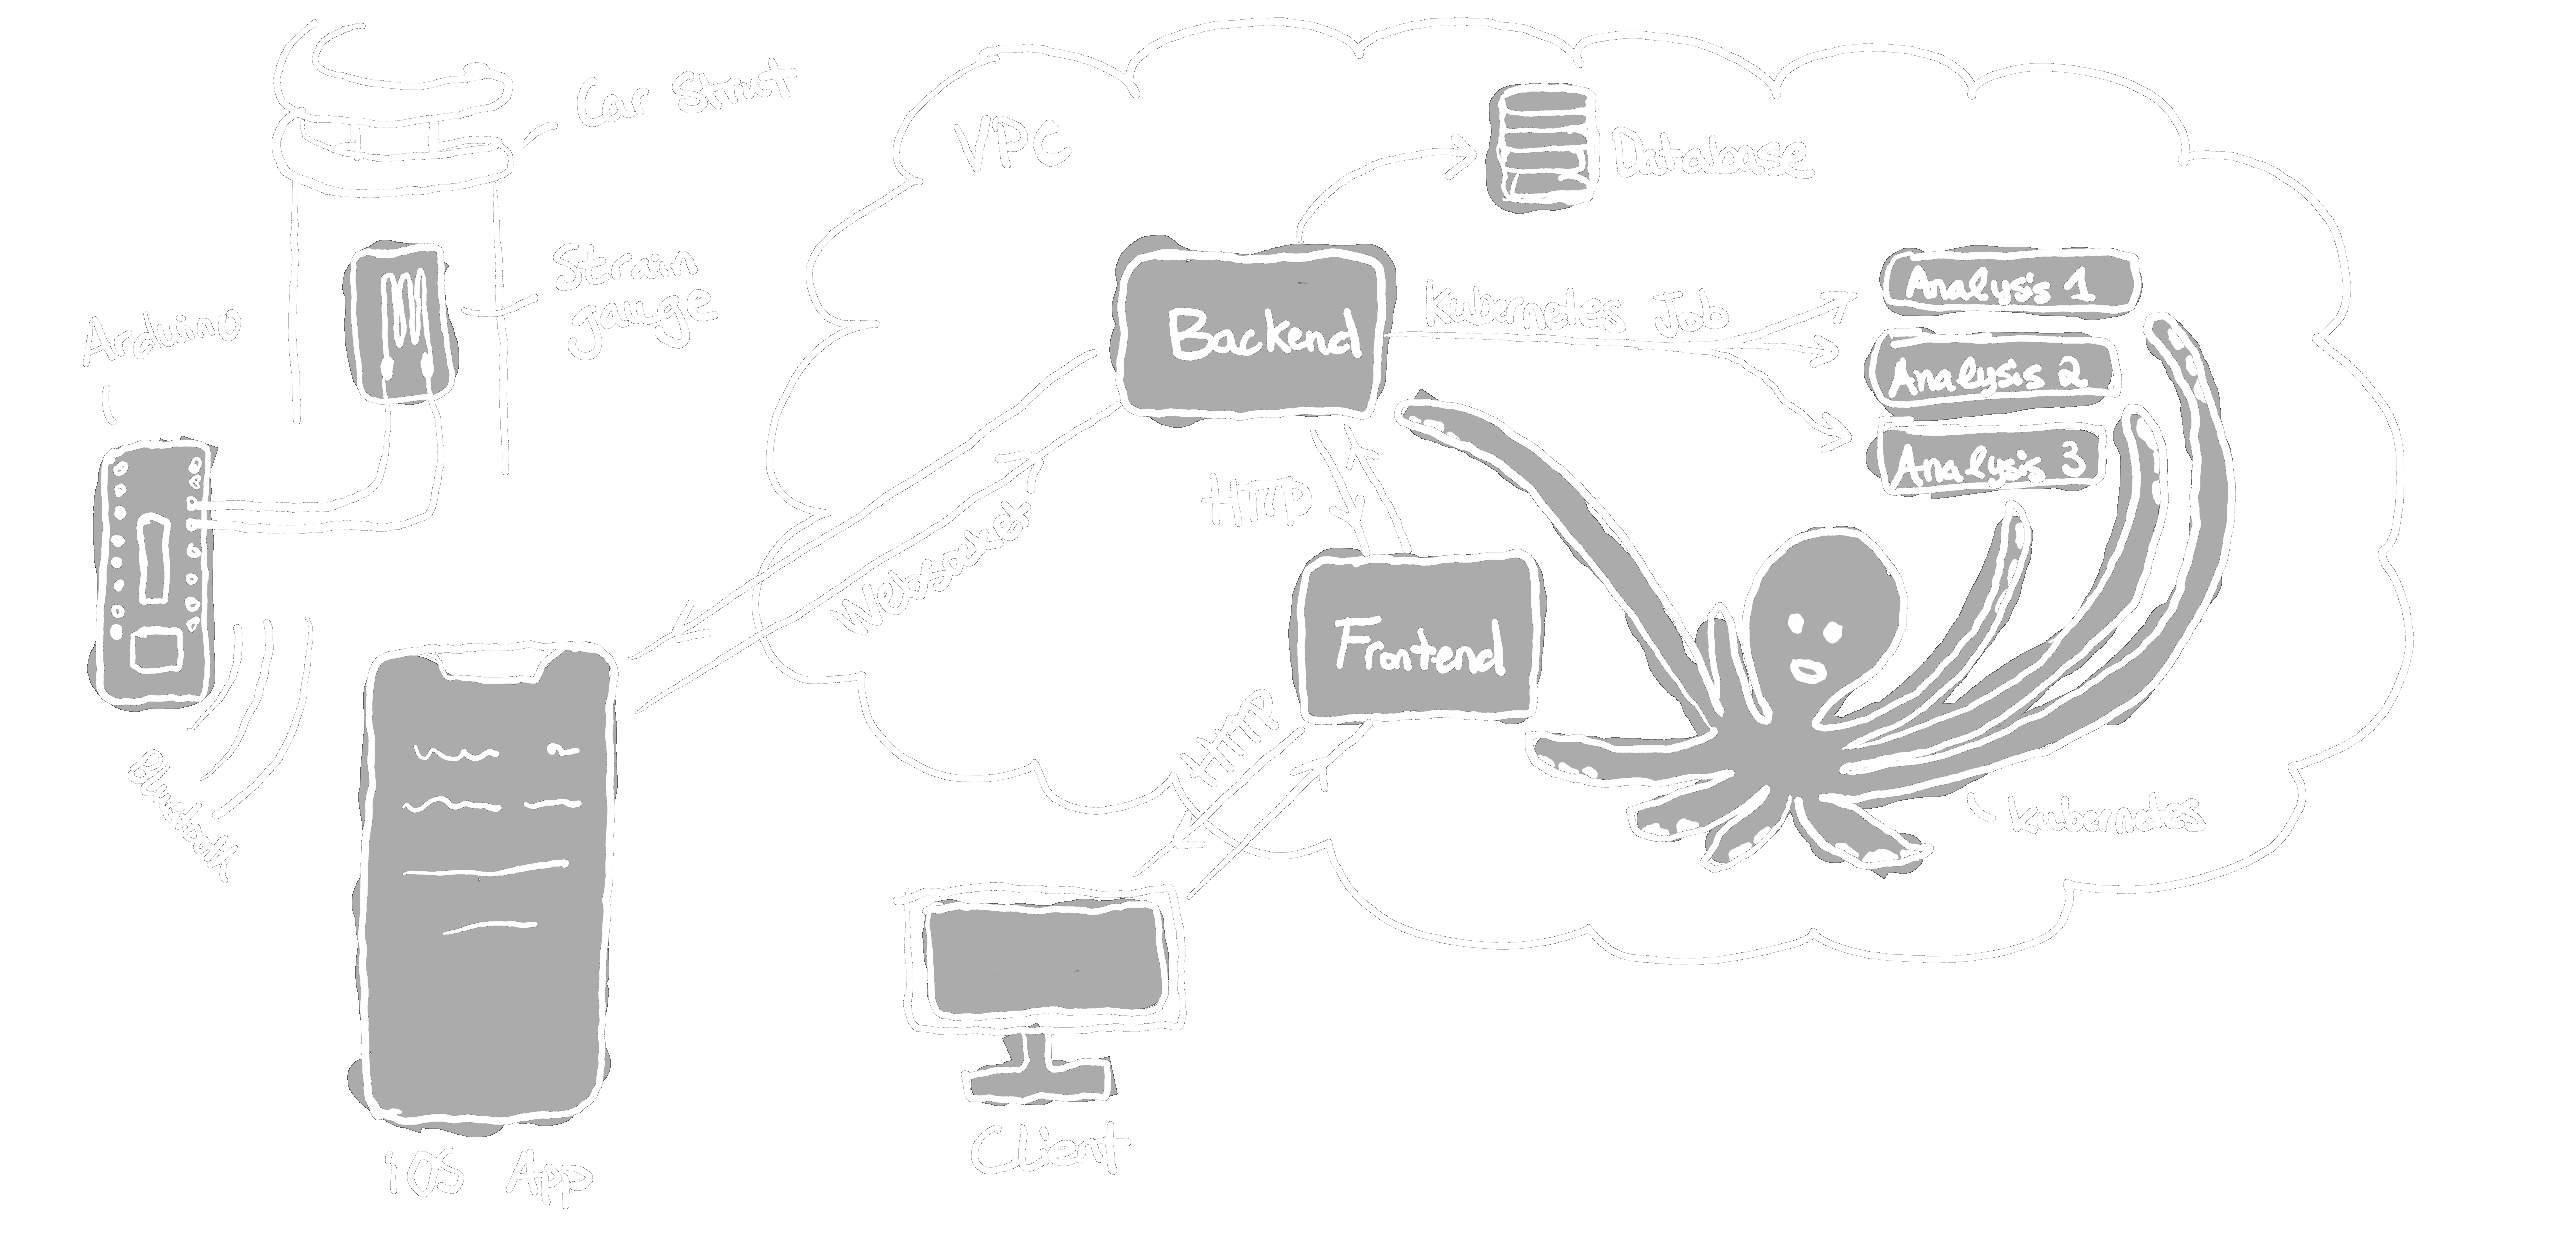 Car Strut
VPC
Database
Strain
gauge
Arduino
Backend
Kubernetes Job
Analysis 1
Analysis 2
Analysis 3
HTTP
Websocket
Frontend
HTTP
Bluetooth
Kubernetes
Client
iOS App